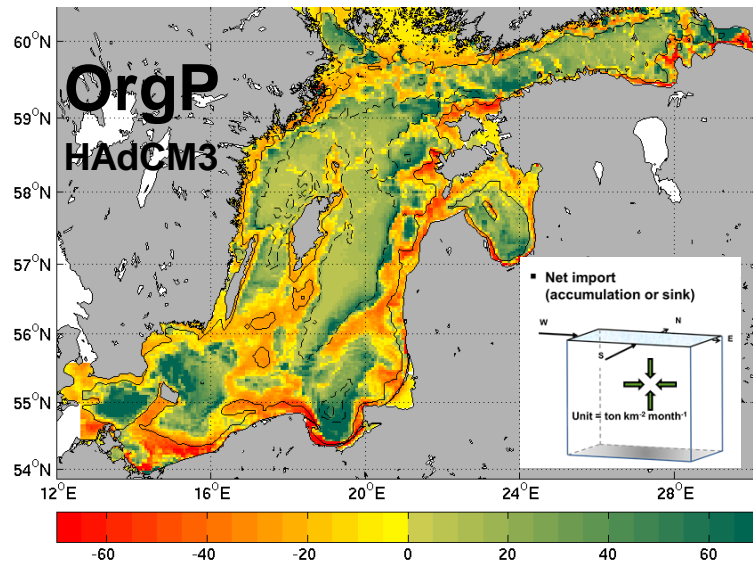 60°N
OrgP
59°N
HAdCM3
58°N
57°N
▪ Net import
(accumulation or sink)
W
N
E
S
Unit = ton km⁻² month⁻¹
56°N
55°N
54°N
12°E 16°E 20°E 24°E 28°E
-60 -40 -20 0 20 40 60